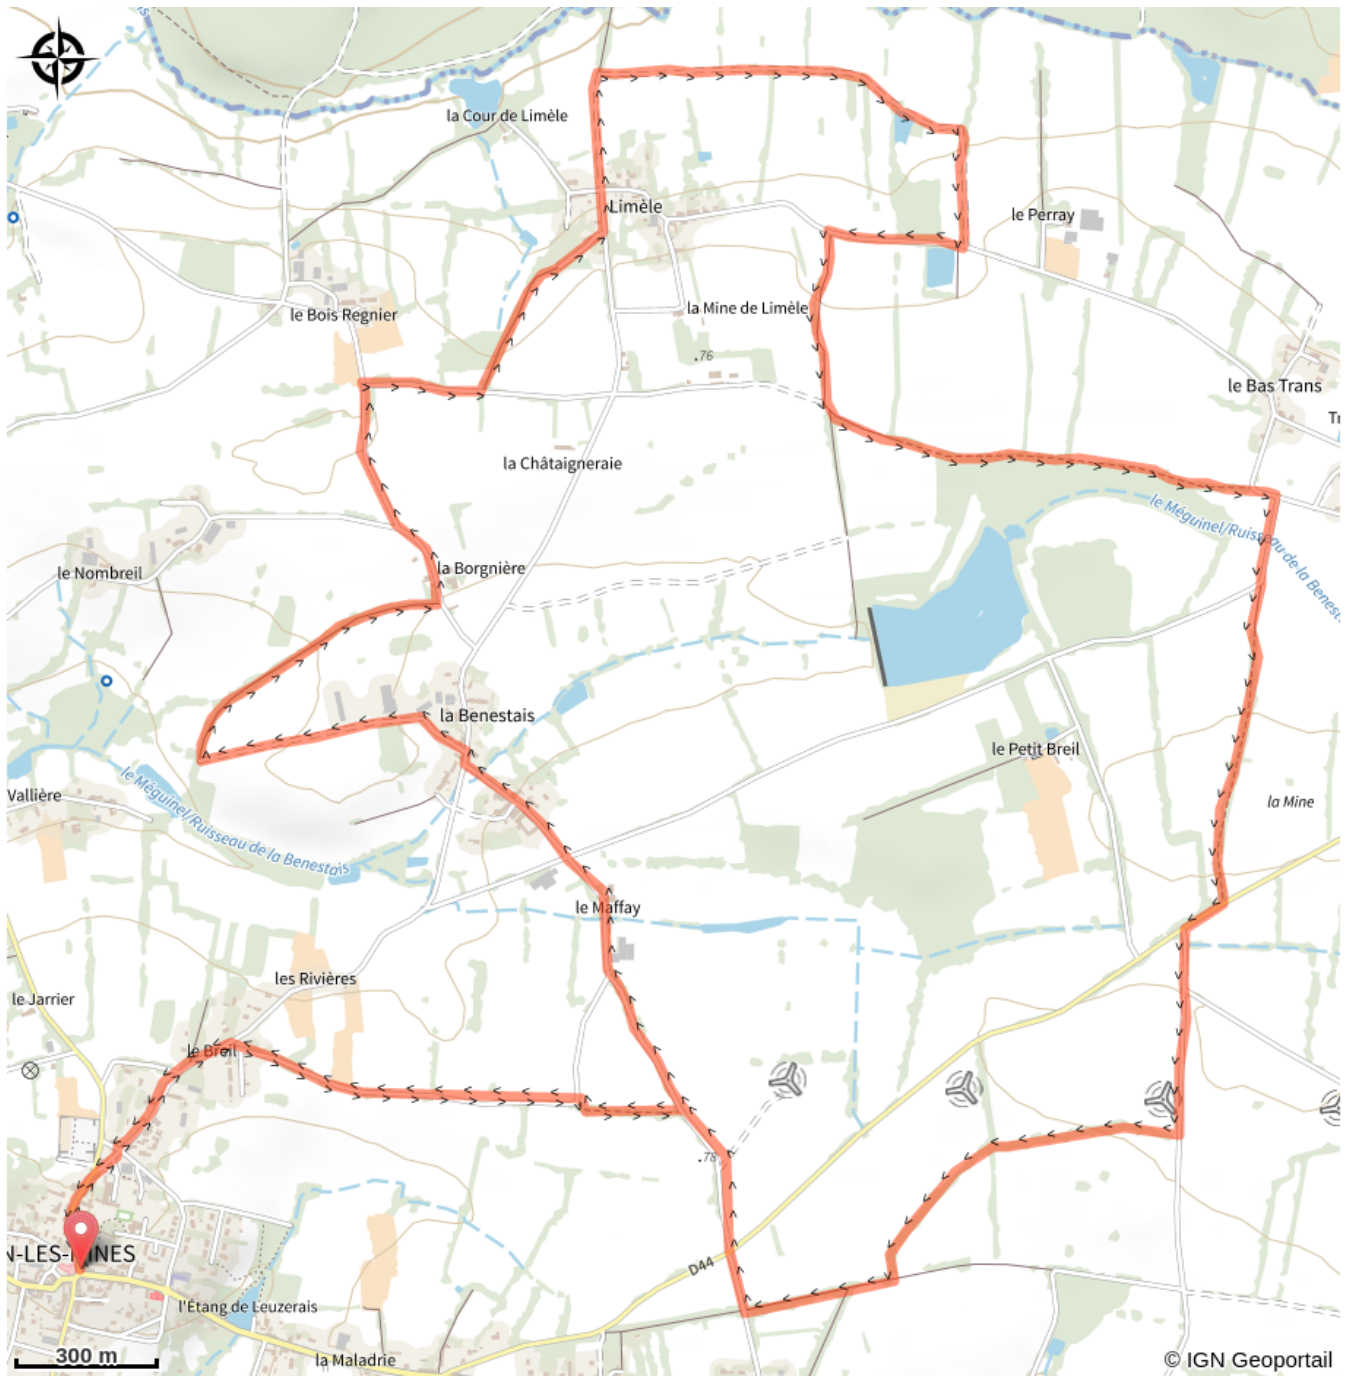 la Cour de Limèle
Limèle
le Perray
le Bois Regnier
la Mine de Limèle
.76
le Bas Trans
la Châtaigneraie
le Méguinel/Ruisseau de la Benest
la Borgnière
le Nombreil
la Benestais
le Petit Breil
le Méguinel/Ruisseau de la Benestais
Vallière
la Mine
le Maffay
les Rivières
le Jarrier
le Breil
.78
N-LES-MINES
D44
l'Étang de Leuzerais
300 m
la Maladrie
© IGN Geoportail